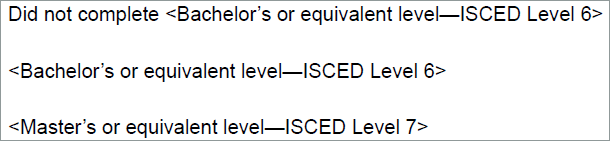 Did not complete <Bachelor’s or equivalent level—ISCED Level 6>
<Bachelor’s or equivalent level—ISCED Level 6>
<Master’s or equivalent level—ISCED Level 7>